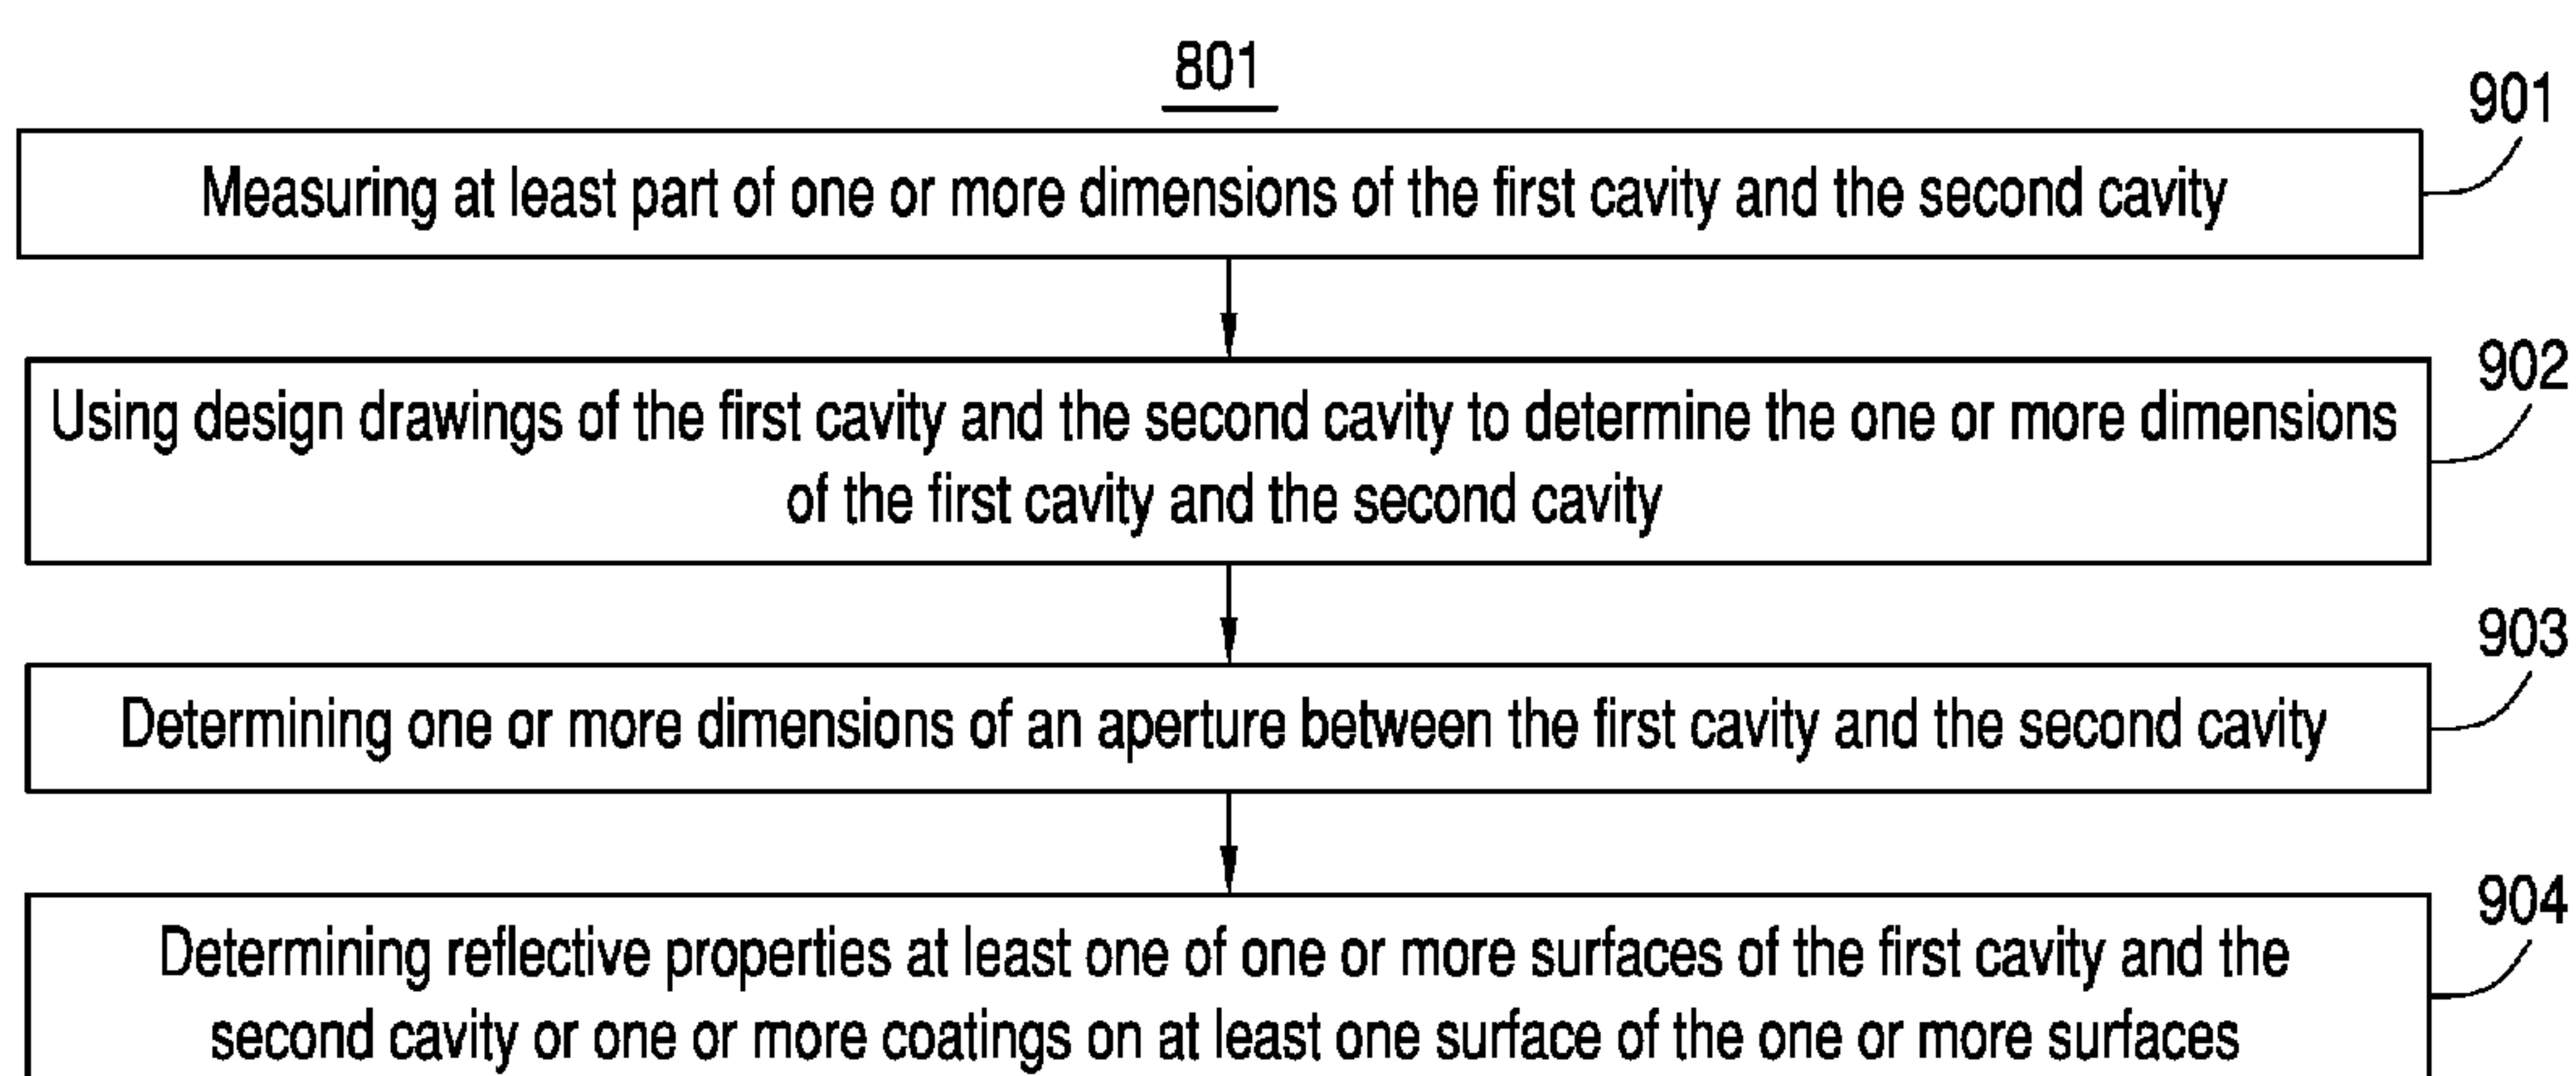 801
901
Measuring at least part of one or more dimensions of the first cavity and the second cavity
902
Using design drawings of the first cavity and the second cavity to determine the one or more dimensions
of the first cavity and the second cavity
903
Determining one or more dimensions of an aperture between the first cavity and the second cavity
904
Determining reflective properties at least one of one or more surfaces of the first cavity and the
second cavity or one or more coatings on at least one surface of the one or more surfaces